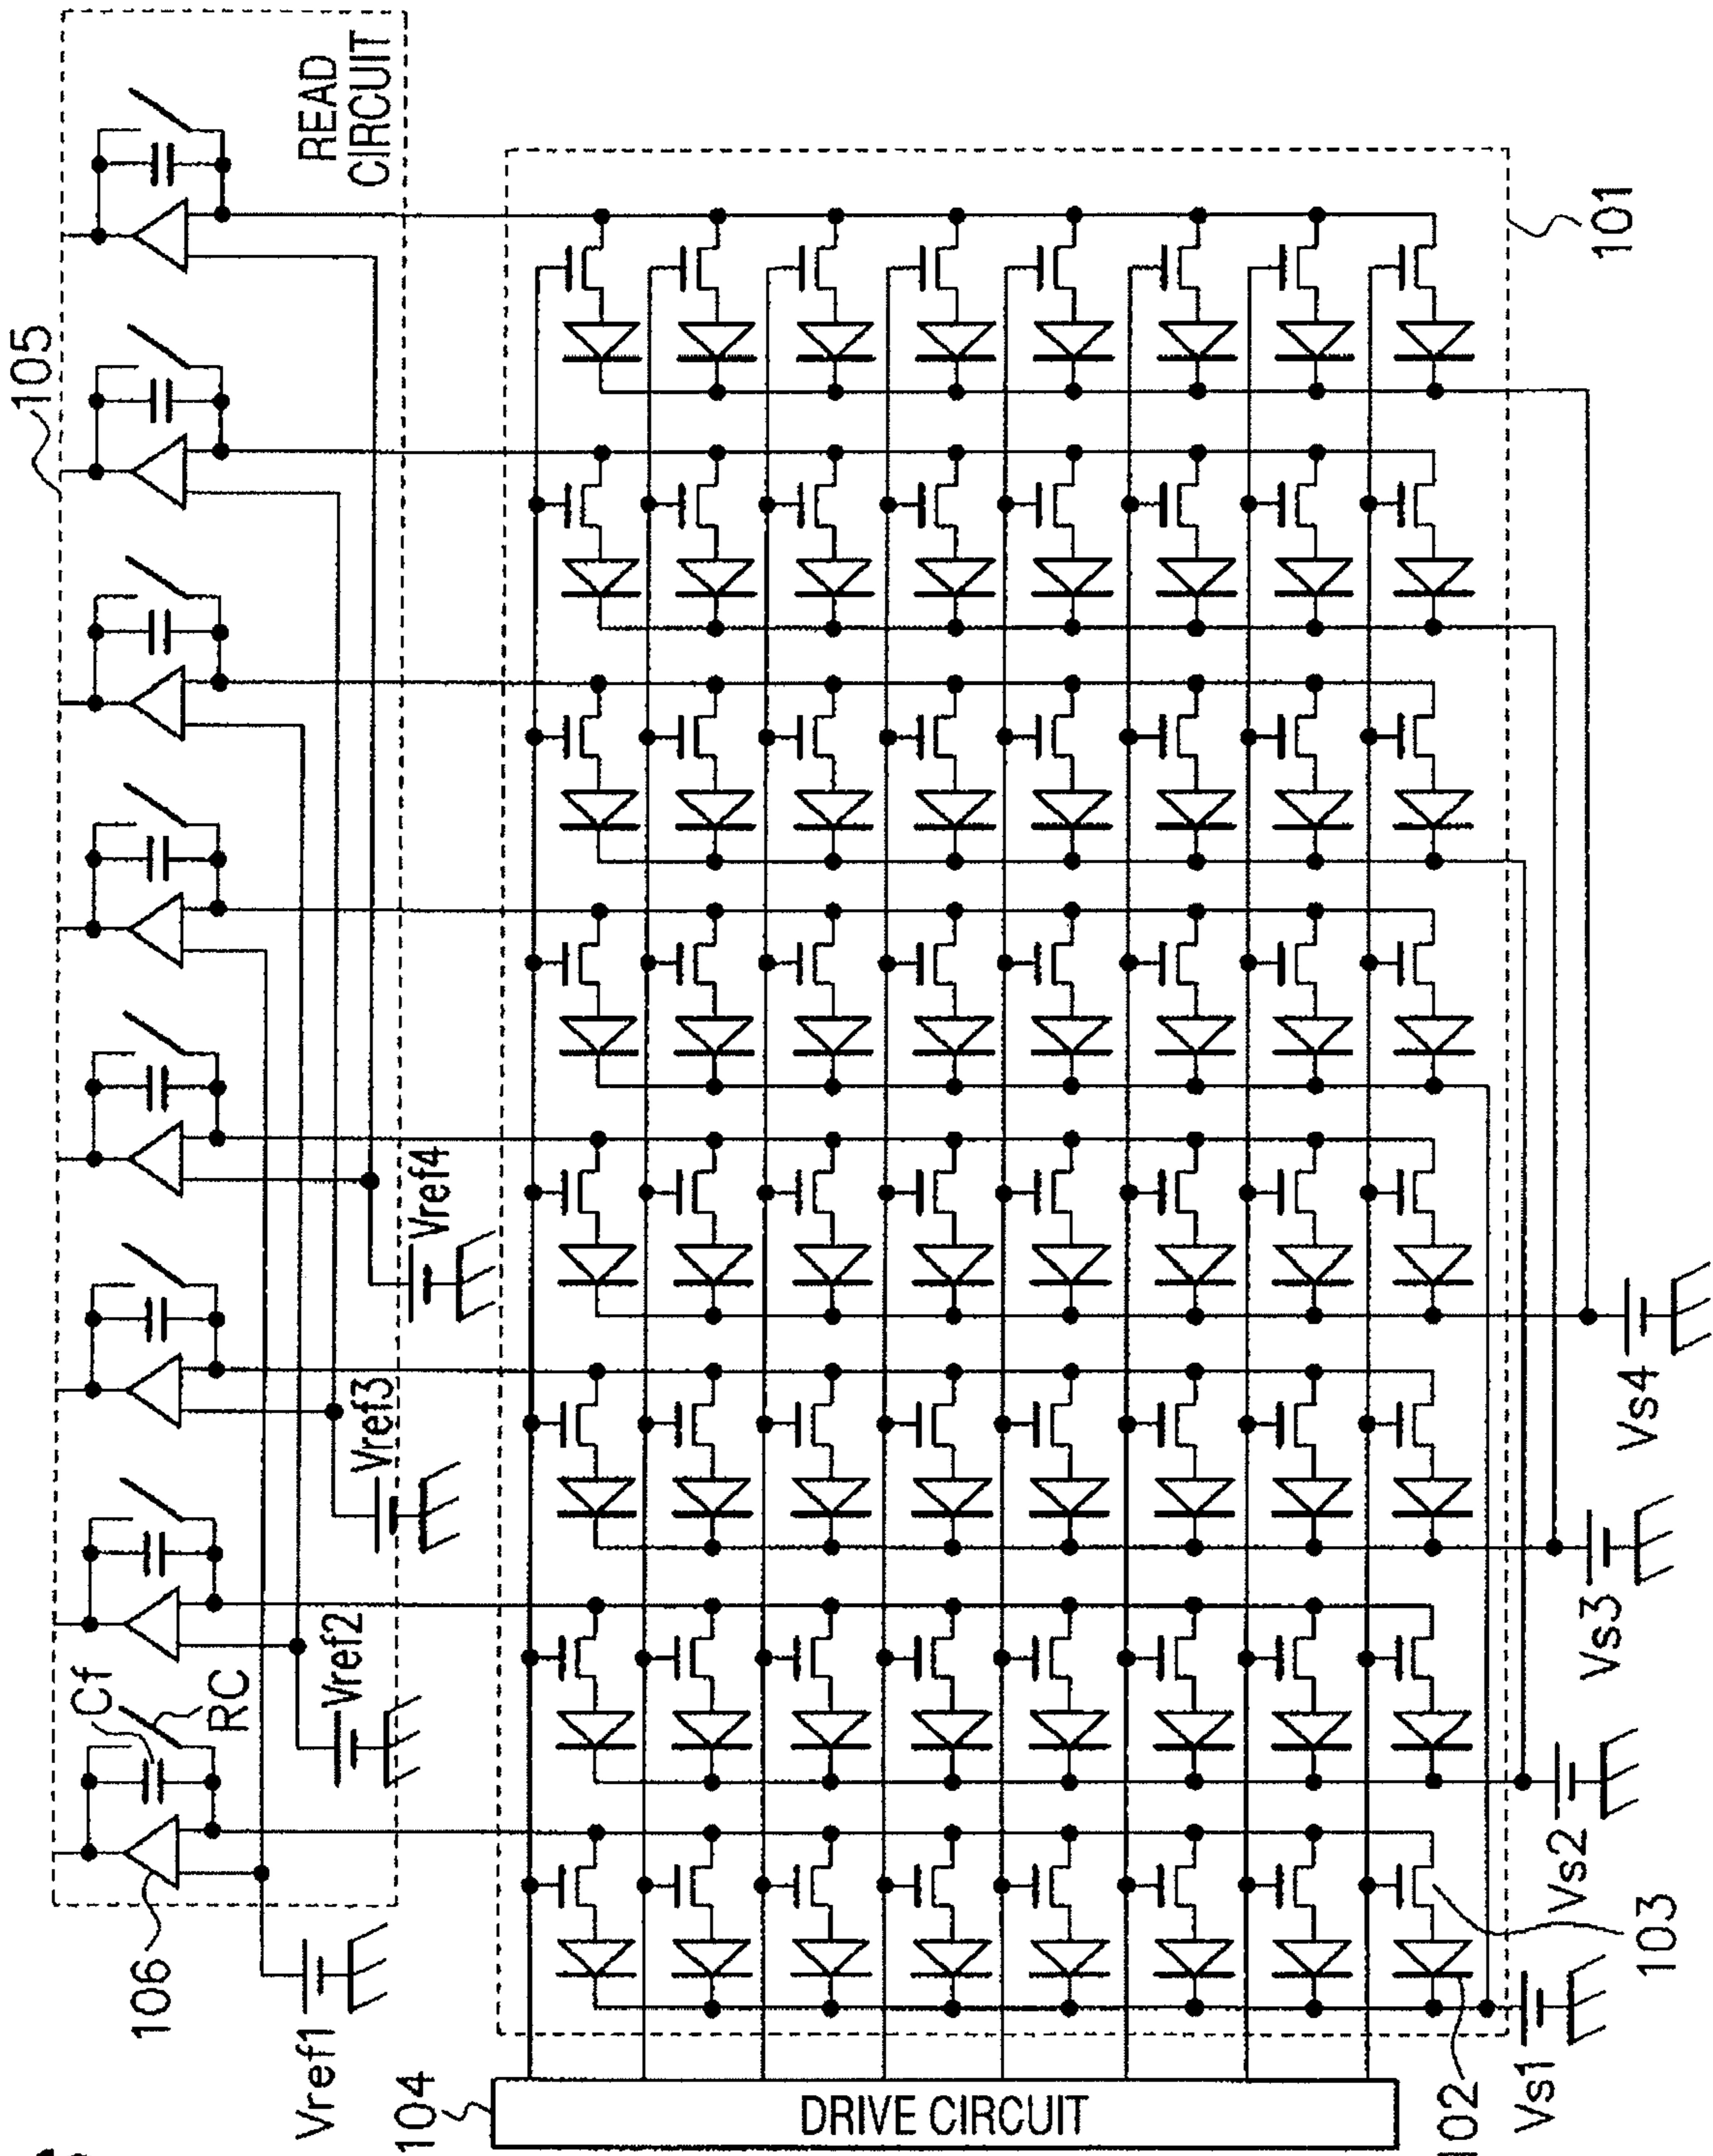 105
READ
CIRCUIT
Cf
RC
106
Vref1
Vref2
Vref3
Vref4
101
104
DRIVE CIRCUIT
102
103
Vs1
Vs2
Vs3
Vs4